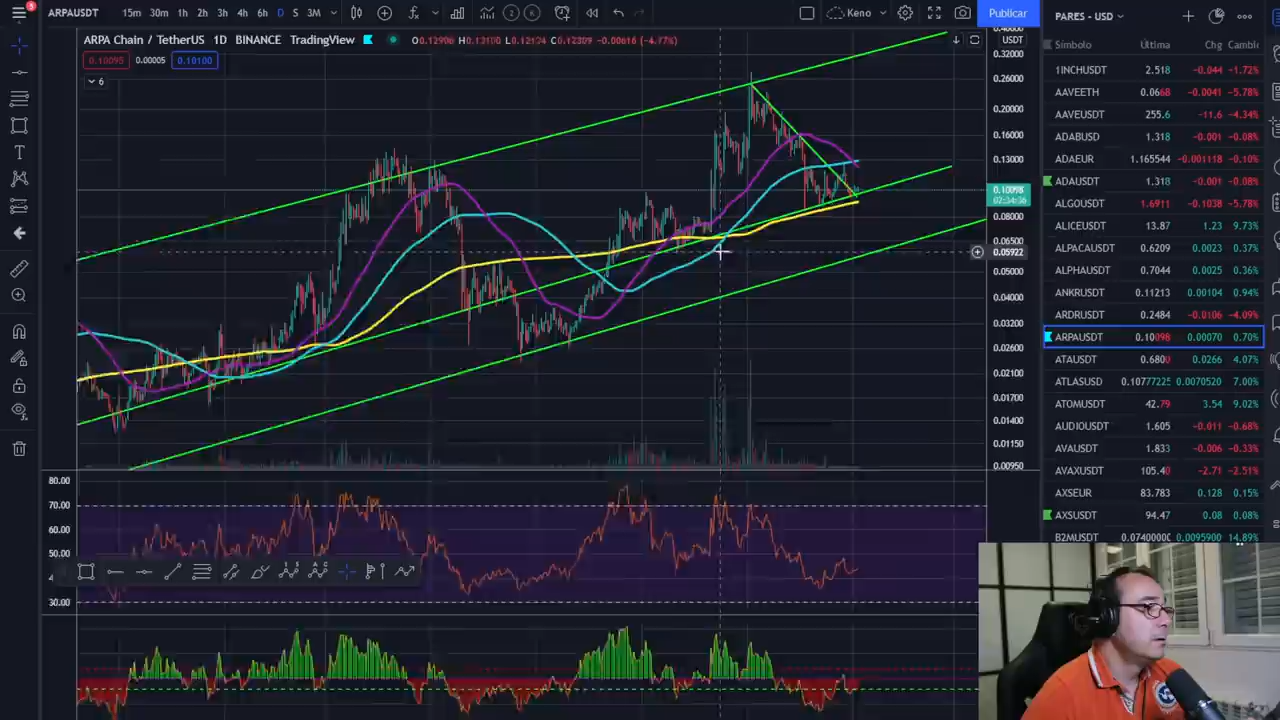 3
ARPAUSDT 15m 30m 1h 2h 3h 4h 6h D S 3M 2 K Keno Publicar PARES - USD
ARPA Chain / TetherUS 1D BINANCE TradingView O0.12906 H0.13100 L0.12124 C0.12309 -0.00616 (-4.77%)
0.10095 0.00005 0.10100
6
USDT
0.32000
0.26000
0.20000
0.16000
0.13000
0.10098
02:34:36
0.08000
0.06500
0.05922
0.05000
0.04000
0.03200
0.02600
0.02100
0.01700
0.01400
0.01150
0.00950
80.00
70.00
60.00
50.00
30.00
Símbolo Última Chg Cambio
1INCHUSDT 2.518 -0.044 -1.72%
AAVEETH 0.0668 -0.0041 -5.78%
AAVEUSDT 255.6 -11.6 -4.34%
ADABUSD 1.318 -0.001 -0.08%
ADAEUR 1.165544 -0.001118 -0.10%
ADAUSDT 1.318 -0.001 -0.08%
ALGOUSDT 1.6911 -0.1038 -5.78%
ALICEUSDT 13.87 1.23 9.73%
ALPACAUSDT 0.6209 0.0023 0.37%
ALPHAUSDT 0.7044 0.0025 0.36%
ANKRUSDT 0.11213 0.00104 0.94%
ARDRUSDT 0.2484 -0.0106 -4.09%
ARPAUSDT 0.10098 0.00070 0.70%
ATAUSDT 0.6800 0.0266 4.07%
ATLASUSD 0.10777225 0.0070520 7.00%
ATOMUSDT 42.79 3.54 9.02%
AUDIOUSDT 1.605 -0.011 -0.68%
AVAUSDT 1.833 -0.006 -0.33%
AVAXUSDT 105.40 -2.71 -2.51%
AXSEUR 83.783 0.128 0.15%
AXSUSDT 94.47 0.08 0.08%
B2MUSDT 0.0740000 0.0095900 14.89%